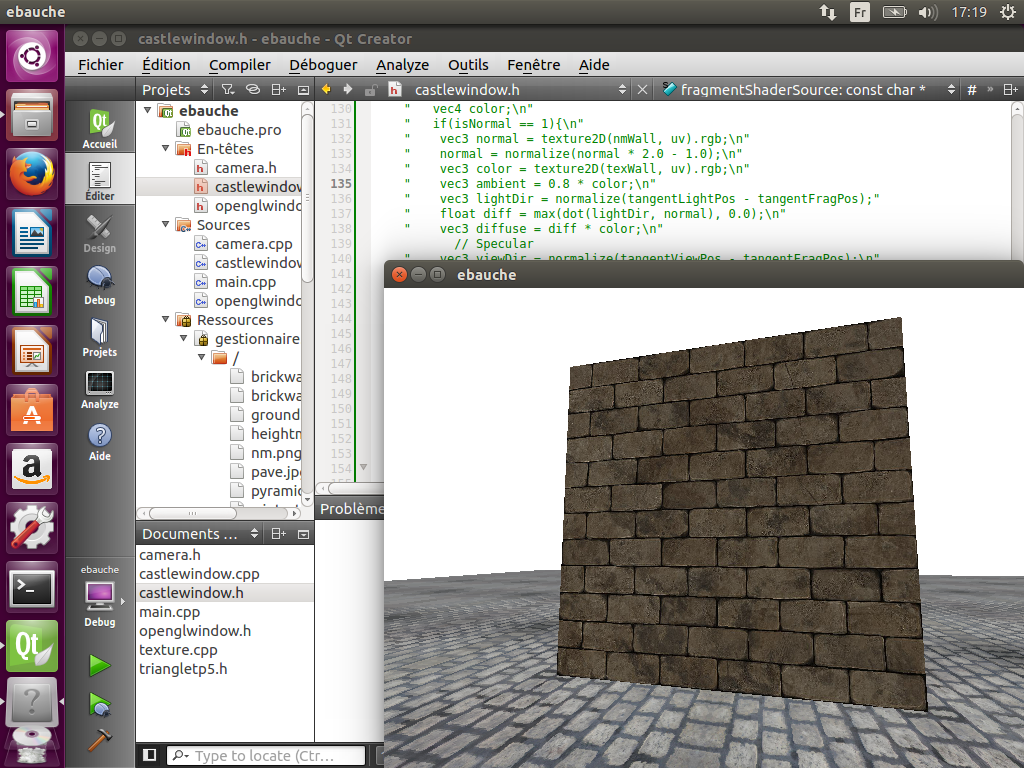 ebauche
Fr
17:19
castlewindow.h - ebauche - Qt Creator
Fichier Édition Compiler Déboguer Analyze Outils Fenêtre Aide
Projets
castlewindow.h
fragmentShaderSource: const char *
#
»
Accueil
Éditer
Design
Debug
Projets
Analyze
Aide
ebauche
Debug
ebauche
ebauche.pro
En-têtes
camera.h
castlewindow
openglwindo
Sources
camera.cpp
castlewindo
main.cpp
openglwindo
Ressources
gestionnaire
/
brickwa
brickwa
ground
heightm
nm.png
pave.jp
pyramid
130 "   vec4 color;\n"
131 "   if(isNormal == 1){\n"
132 "    vec3 normal = texture2D(nmWall, uv).rgb;\n"
133 "    normal = normalize(normal * 2.0 - 1.0);\n"
134 "    vec3 color = texture2D(texWall, uv).rgb;\n"
135 "    vec3 ambient = 0.8 * color;\n"
136 "    vec3 lightDir = normalize(tangentLightPos - tangentFragPos);"
137 "    float diff = max(dot(lightDir, normal), 0.0);\n"
138 "    vec3 diffuse = diff * color;\n"
139 // Specular
140 "    vec3 viewDir = normalize(tangentViewPos - tangentFragPos);\n"
141
142
143
144
145
146
147
148
149
150
151
152
153
154
Problème
Documents ...
camera.h
castlewindow.cpp
castlewindow.h
main.cpp
openglwindow.h
texture.cpp
triangletp5.h
Type to locate (Ctr...
ebauche
Qt